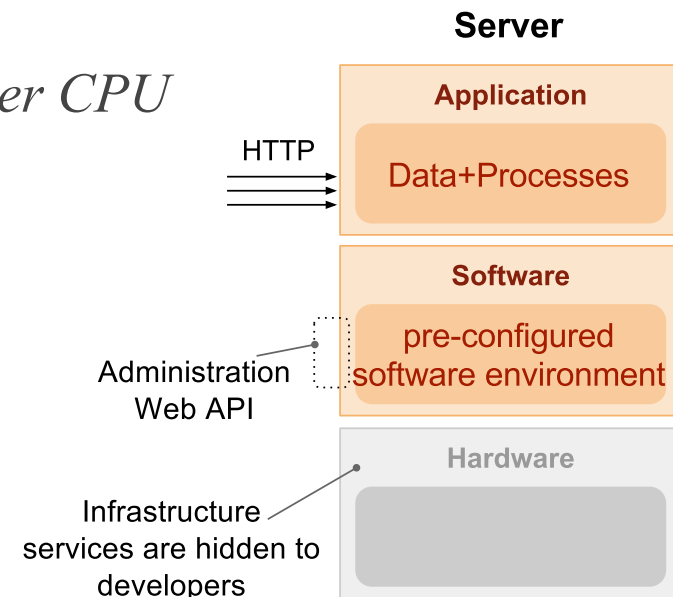 Server
er CPU
Application
HTTP
Data+Processes
Software
pre-configured
software environment
Administration
Web API
Hardware
Infrastructure
services are hidden to
developers